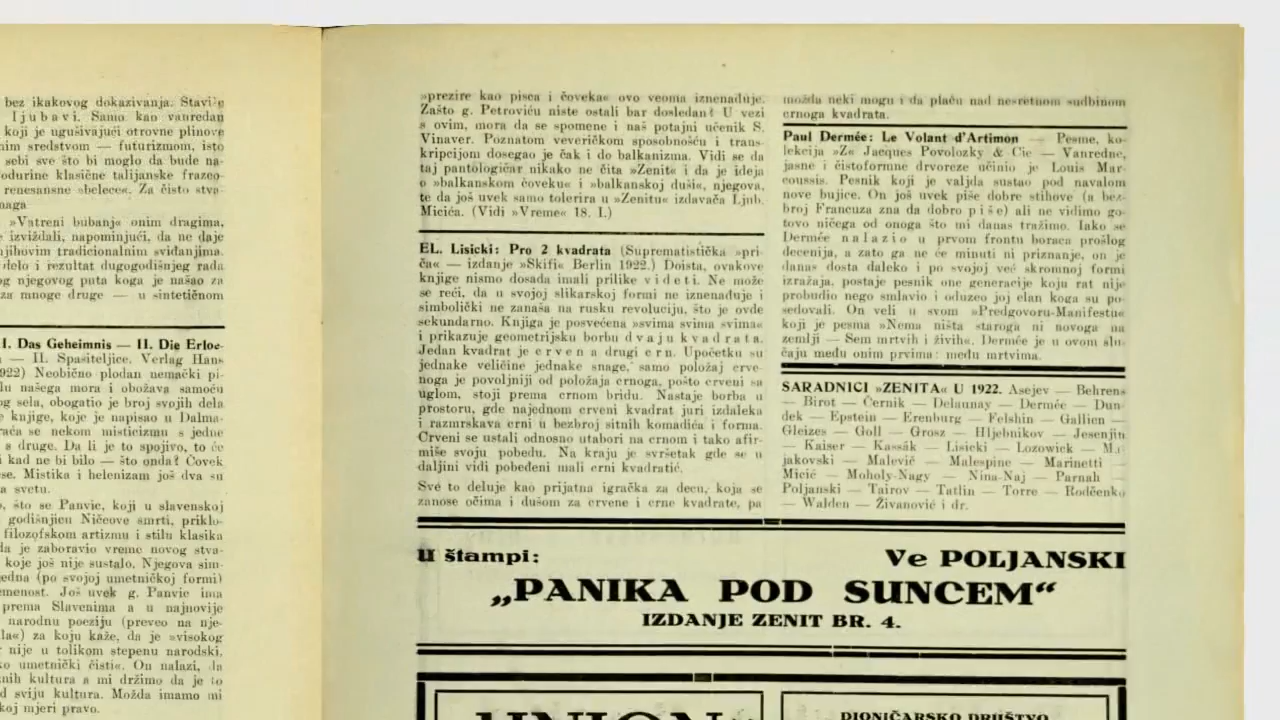 bez ikakovog dokazivanja. Stavi'e
ljubavi. Samo kao vanredan
koji je ugušivajući otrovne plinove
nim sredstvom — futurizmom, isto
sebi sve što bi moglo da bude na-
odurine klasične talijanske frazeo-
renesansne »belece«. Za čisto stva-
naga
»Vatreni bubanj« onim dragima,
izviždali, napominjući, da ne daje
njihovim tradicionalnim sviđanjima.
delo i rezultat dugogodišnjeg rada
og njegovog puta koga je našao za
za mnoge druge — u sintetičnom
I. Das Geheimnis — II. Die Erloe-
— II. Spasiteljice. Verlag Hans
922) Neobično plodan nemački pi-
lu našega mora i obožava samoću
og sela, obogatio je broj svojih dela
e knjige, koje je napisao u Dalma-
raća se nekom misticizmu s jedne
s druge. Da li je to spojivo, to će
i kad ne bi bilo — što onda? Čovek
se. Mistika i helenizam još dva su
a svetu.
, što se Panvic, koji u slavenskoj
godišnjicu Ničeove smrti, priklo-
filozofskom artizmu i stilu klasika
da je zaboravio vreme novog stva-
koje još nije sustalo. Njegova sim-
edna (po svojoj umetničkoj formi)
menost. Još uvek g. Panvic ima
prema Slavenima a u najnovije
narodnu poeziju (preveo na nje-
la«) za koju kaže, da je »visokog
nije u tolikom stepenu narodski,
ko umetnički čisti«. On nalazi, da
nih kultura a mi držimo da je to
d sviju kultura. Možda imamo mi
koj mjeri pravo.
»prezire kao pisca i čoveka« ovo veoma iznenađuje.
Zašto g. Petroviću niste ostali bar dosledan? U vezi
s ovim, mora da se spomene i naš potajni učenik S.
Vinaver. Poznatom veveričkom sposobnošću i trans-
kripcijom dosegao je čak i do balkanizma. Vidi se da
taj pantologičar nikako ne čita »Zenit« i da je ideja
o »balkanskom čoveku« i »balkanskoj duši«, njegova,
te da još uvek samo tolerira u »Zenitu« izdavača Ljub.
Micića. (Vidi »Vreme« 18. I.)
EL. Lisicki: Pro 2 kvadrata (Suprematistička »pri-
ča« — izdanje »Skifi« Berlin 1922.) Doista, ovakove
knjige nismo dosada imali prilike videti. Ne može
se reći, da u svojoj slikarskoj formi ne iznenađuje i
simbolički ne zanaša na rusku revoluciju, što je ovde
sekundarno. Knjiga je posvećena »svima svima svima«
i prikazuje geometrijsku borbu dvaju kvadrata.
Jedan kvadrat je crven a drugi crn. Upočetku su
jednake veličine jednake snage, samo položaj crve-
noga je povoljniji od položaja crnoga, pošto crveni sa
uglom, stoji prema crnom bridu. Nastaje borba u
prostoru, gde najednom crveni kvadrat juri izdaleka
i razmrskava crni u bezbroj sitnih komadića i forma.
Crveni se ustali odnosno utabori na crnom i tako afir-
miše svoju pobedu. Na kraju je svršetak gde se u
daljini vidi pobeđeni mali crni kvadratić.
Sve to deluje kao prijatna igračka za decu, koja se
zanose očima i dušom za crvene i crne kvadrate, pa
možda neki mogu i da plaču nad nesretnom sudbinom
crnoga kvadrata.
Paul Dermée: Le Volant d'Artimon — Pesme, ko-
lekcija »Z« Jacques Povolozky & Cie — Vanredne,
jasne i čistoformne drvoreze učinio je Louis Mar-
coussis. Pesnik koji je valjda sustao pod navalom
nove bujice. On još uvek piše dobre stihove (a bez-
broj Francuza zna da dobro piše) ali ne vidimo go-
tovo ničega od onoga što mi danas tražimo. Iako se
Dermée nalazio u prvom frontu boraca prošlog
decenija, a zato ga ne će minuti ni priznanje, on je
danas dosta daleko i po svojoj već skromnoj formi
izražaja, postaje pesnik one generacije koju rat nije
probudio nego smlavio i oduzeo joj elan koga su po-
sedovali. On veli u svom »Predgovoru-Manifestu«
koji je pesma »Nema ništa staroga ni novoga na
zemlji — Sem mrtvih i živih«. Dermée je u ovom slu-
čaju među onim prvima: među mrtvima.
SARADNICI »ZENITA« U 1922. Asejev — Behrens
— Birot — Černik — Delaunay — Dermée — Dun-
dek — Epstein — Erenburg — Felshin — Gallien —
Gleizes — Goll — Grosz — Hljebnikov — Jesenjin
— Kaiser — Kassák — Lisicki — Lozowick — Ma-
jakovski — Malevič — Malespine — Marinetti —
Micić — Moholy-Nagy — Nina-Naj — Parnah —
Poljanski — Tairov — Tatlin — Torre — Rodčenko
— Walden — Živanović i dr.
U štampi: Ve POLJANSKI
„PANIKA POD SUNCEM“
IZDANJE ZENIT BR. 4.
UNION
DIONIČARSKO DRUŠTVO